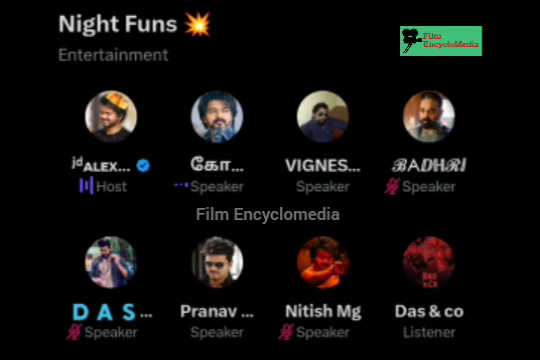 Night Funs 💥
Entertainment
Film
EncycloMedia
jdALEX...
கோ...
VIGNES...
BADHRI
Host
Speaker
Speaker
Speaker
Film Encyclomedia
D A S ...
Pranav ...
Nitish Mg
Das & co
Speaker
Speaker
Speaker
Listener